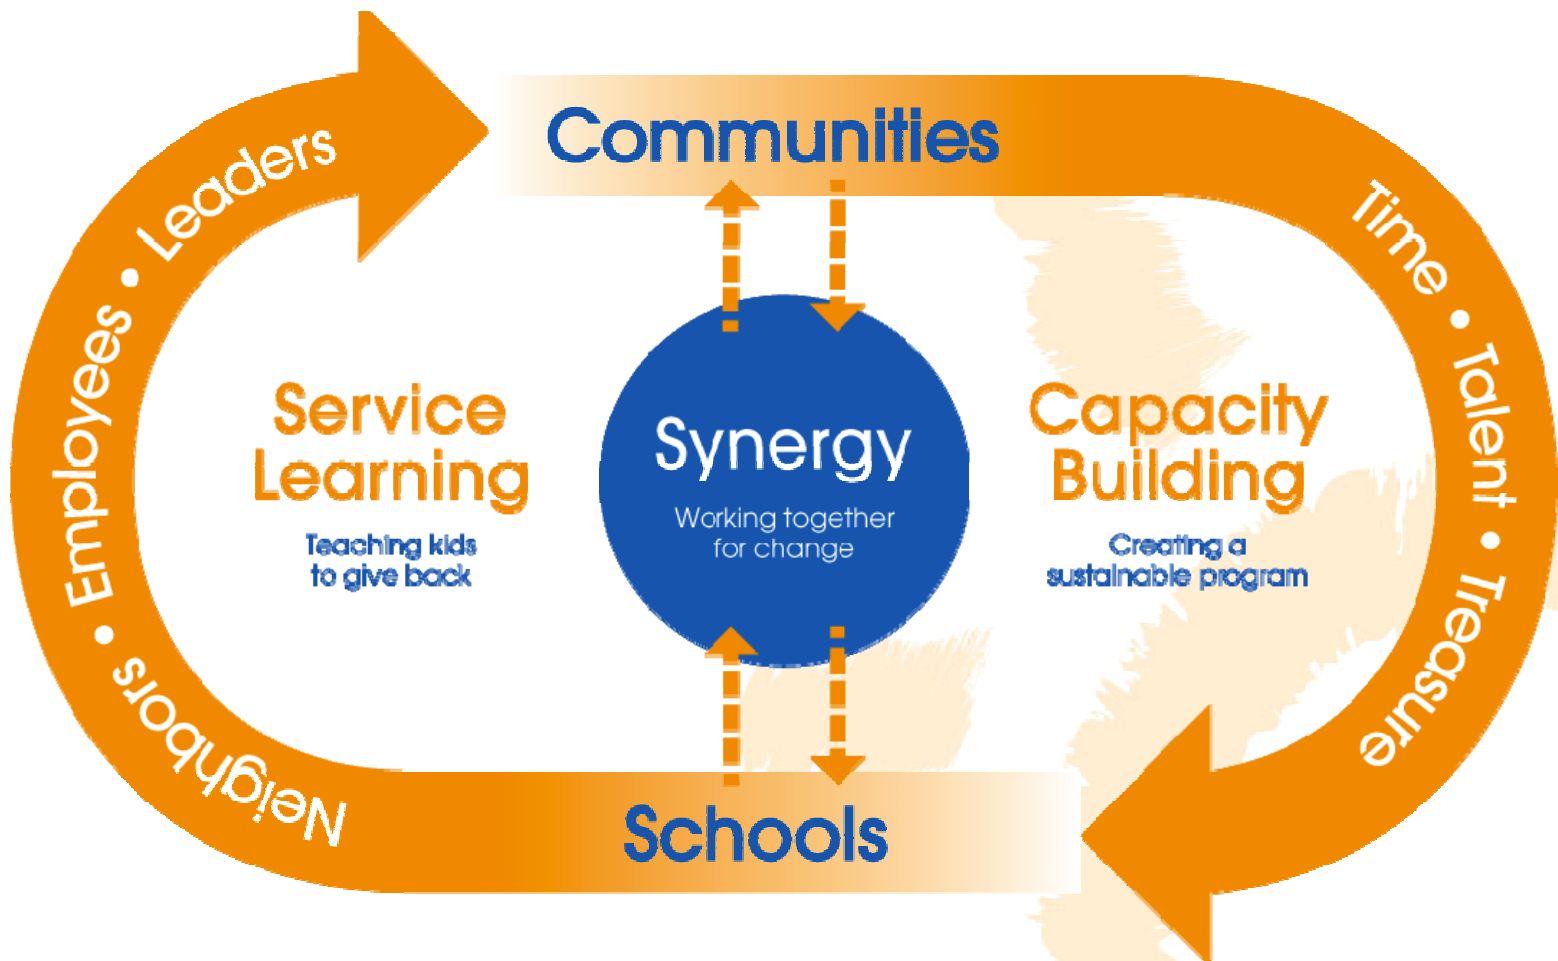 Communities
Leaders
•
Employees
•
Neighbors
Time
•
Talent
•
Treasure
Service
Learning
Teaching kids
to give back
Synergy
Working together
for change
Capacity
Building
Creating a
sustainable program
Schools